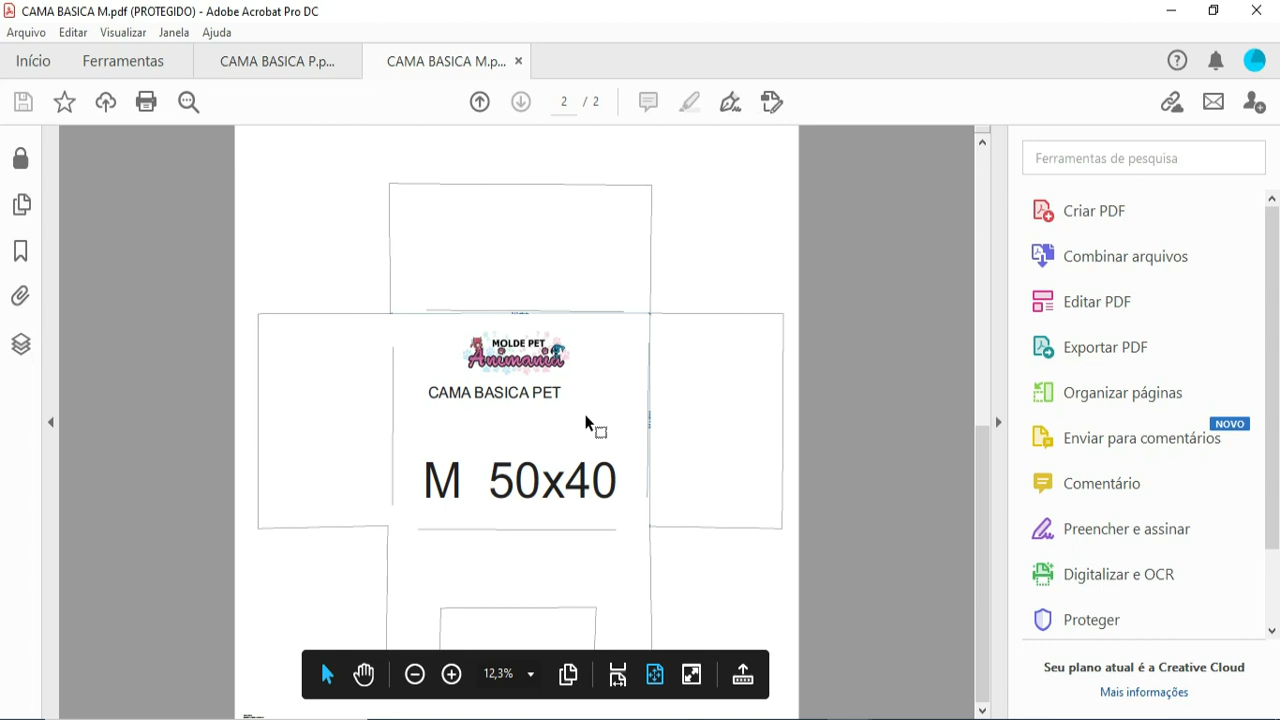 CAMA BASICA M.pdf (PROTEGIDO) - Adobe Acrobat Pro DC
Arquivo Editar Visualizar Janela Ajuda
Início Ferramentas CAMA BASICA P.p... CAMA BASICA M.p... ×
2 / 2
Ferramentas de pesquisa
Criar PDF
Combinar arquivos
Editar PDF
Exportar PDF
Organizar páginas
NOVO
Enviar para comentários
Comentário
Preencher e assinar
Digitalizar e OCR
Proteger
Seu plano atual é a Creative Cloud
Mais informações
MOLDE PET
Animania
CAMA BASICA PET
M 50x40
12,3%